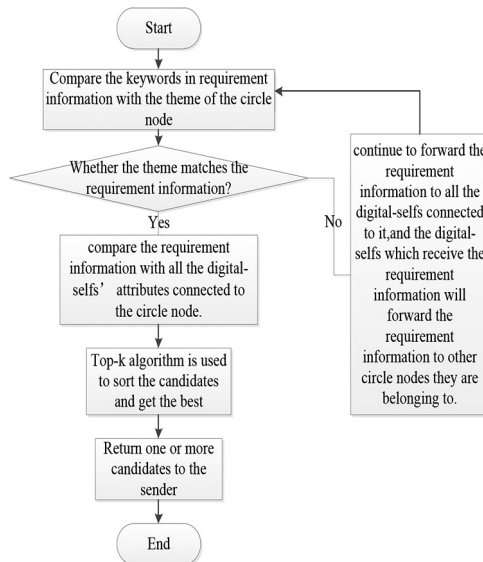 Start
Compare the keywords in requirement
information with the theme of the circle
node
Whether the theme matches the
requirement information?
Yes
No
compare the requirement
information with all the digital-
selfs’ attributes connected to
the circle node.
Top-k algorithm is used
to sort the candidates
and get the best
Return one or more
candidates to the
sender
End
continue to forward the
requirement
information to all the
digital-selfs connected
to it,and the digital-
selfs which receive the
requirement
information will
forward the
requirement
information to other
circle nodes they are
belonging to.